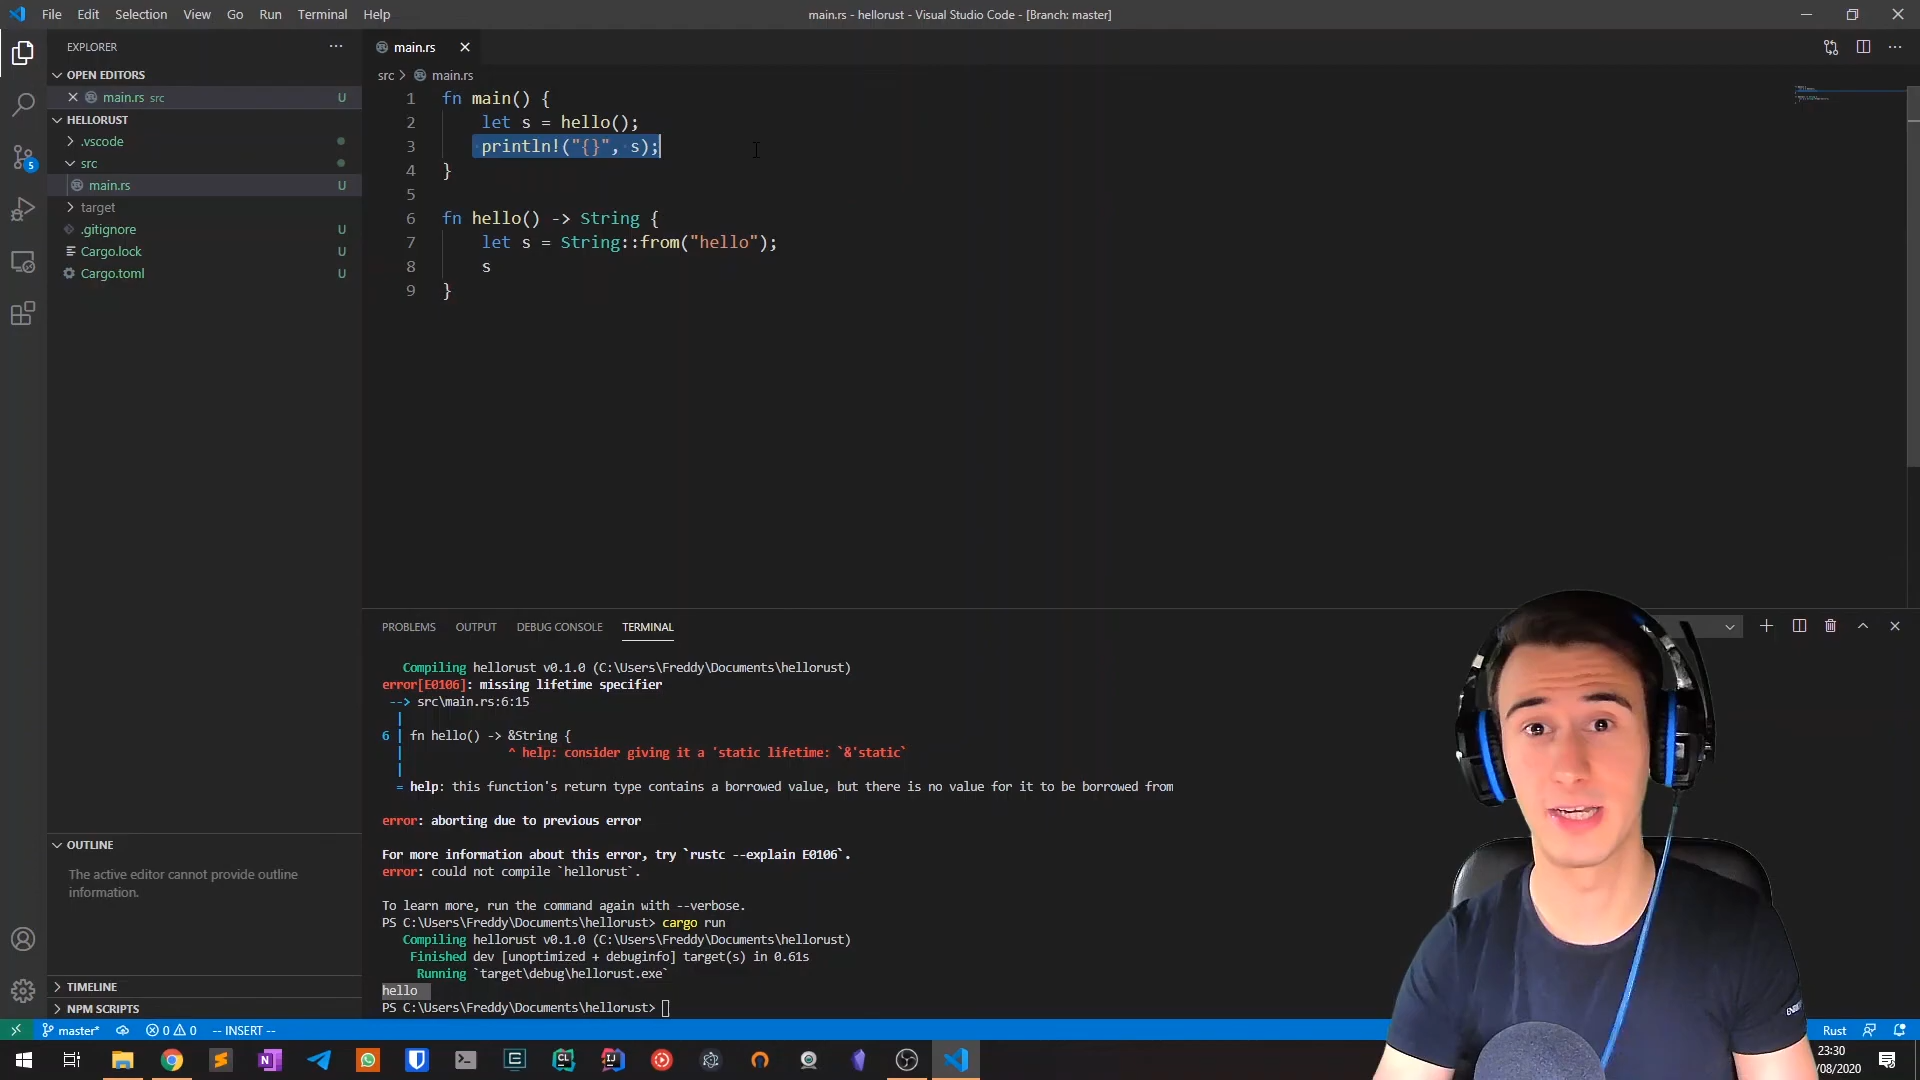 File Edit Selection View Go Run Terminal Help
main.rs - hellorust - Visual Studio Code - [Branch: master]
EXPLORER
OPEN EDITORS
main.rs src U
HELLORUST
.vscode
src
main.rs U
target
.gitignore U
Cargo.lock U
Cargo.toml U
OUTLINE
The active editor cannot provide outline
information.
TIMELINE
NPM SCRIPTS
main.rs
src > main.rs
1 fn main() {
2 let s = hello();
3 println!("{}", s);
4 }
5
6 fn hello() -> String {
7 let s = String::from("hello");
8 s
9 }
PROBLEMS OUTPUT DEBUG CONSOLE TERMINAL
Compiling hellorust v0.1.0 (C:\Users\Freddy\Documents\hellorust)
error[E0106]: missing lifetime specifier
--> src\main.rs:6:15
|
6 | fn hello() -> &String {
| ^ help: consider giving it a 'static lifetime: `&'static`
|
= help: this function's return type contains a borrowed value, but there is no value for it to be borrowed from
error: aborting due to previous error
For more information about this error, try `rustc --explain E0106`.
error: could not compile `hellorust`.
To learn more, run the command again with --verbose.
PS C:\Users\Freddy\Documents\hellorust> cargo run
Compiling hellorust v0.1.0 (C:\Users\Freddy\Documents\hellorust)
Finished dev [unoptimized + debuginfo] target(s) in 0.61s
Running `target\debug\hellorust.exe`
hello
PS C:\Users\Freddy\Documents\hellorust>
5
master* 0 0 -- INSERT -- Rust
23:30
/08/2020